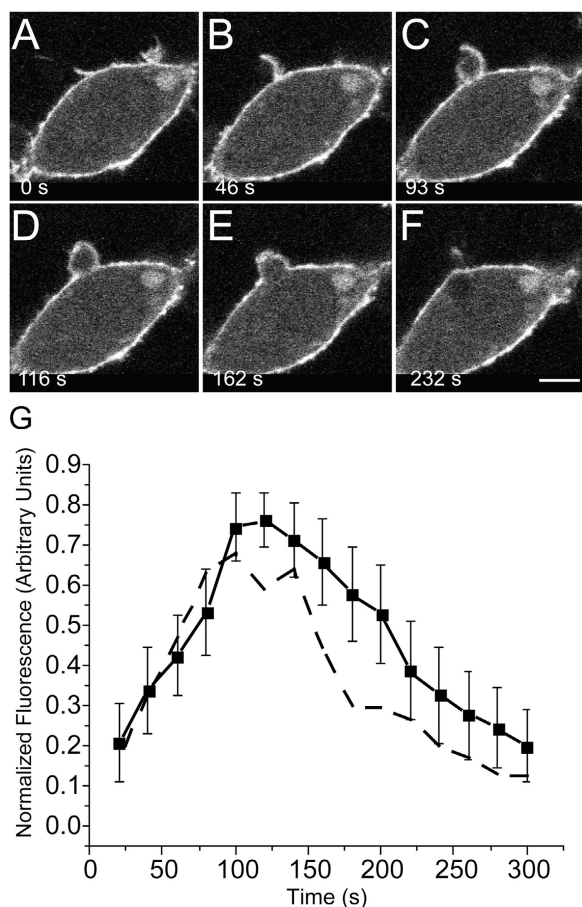 A
B
C
0 s
46 s
93 s
D
E
F
116 s
162 s
232 s
G
Normalized Fluorescence (Arbitrary Units)
0.9
0.8
0.7
0.6
0.5
0.4
0.3
0.2
0.1
0.0
0 50 100 150 200 250 300
Time (s)